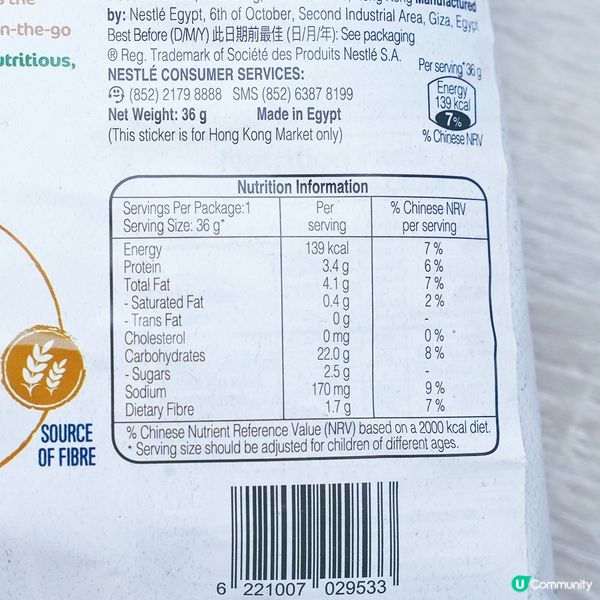 n-the-go
utritious,
Manufactured
by: Nestlé Egypt, 6th of October, Second Industrial Area, Giza, Egypt
Best Before (D/M/Y) 此日期前最佳 (日/月/年): See packaging
® Reg. Trademark of Société des Produits Nestlé S.A.
NESTLÉ CONSUMER SERVICES:
(852) 2179 8888 SMS (852) 6387 8199
Net Weight: 36 g Made in Egypt
(This sticker is for Hong Kong Market only)
Per serving* 36 g
Energy
139 kcal
7%
% Chinese NRV
Nutrition Information
Servings Per Package:1 Per % Chinese NRV
Serving Size: 36 g* serving per serving
Energy 139 kcal 7 %
Protein 3.4 g 6 %
Total Fat 4.1 g 7 %
- Saturated Fat 0.4 g 2 %
- Trans Fat 0 g -
Cholesterol 0 mg 0 %
Carbohydrates 22.0 g 8 %
- Sugars 2.5 g -
Sodium 170 mg 9 %
Dietary Fibre 1.7 g 7 %
% Chinese Nutrient Reference Value (NRV) based on a 2000 kcal diet.
* Serving size should be adjusted for children of different ages.
SOURCE
OF FIBRE
6 221007 029533
U Community